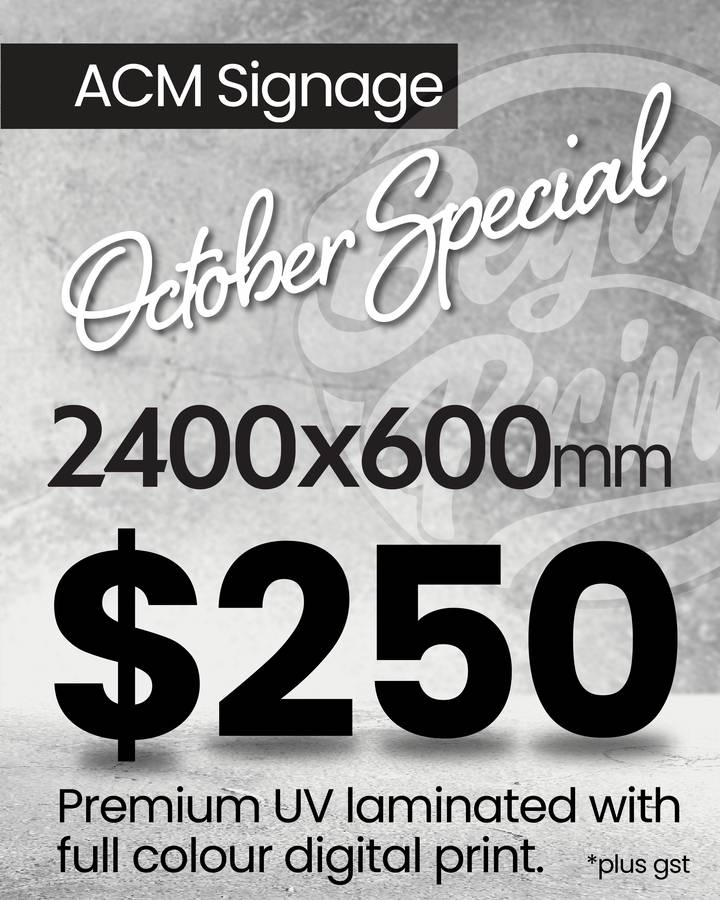 ACM Signage
October Special
2400x600mm
$250
Premium UV laminated with
full colour digital print.
*plus gst